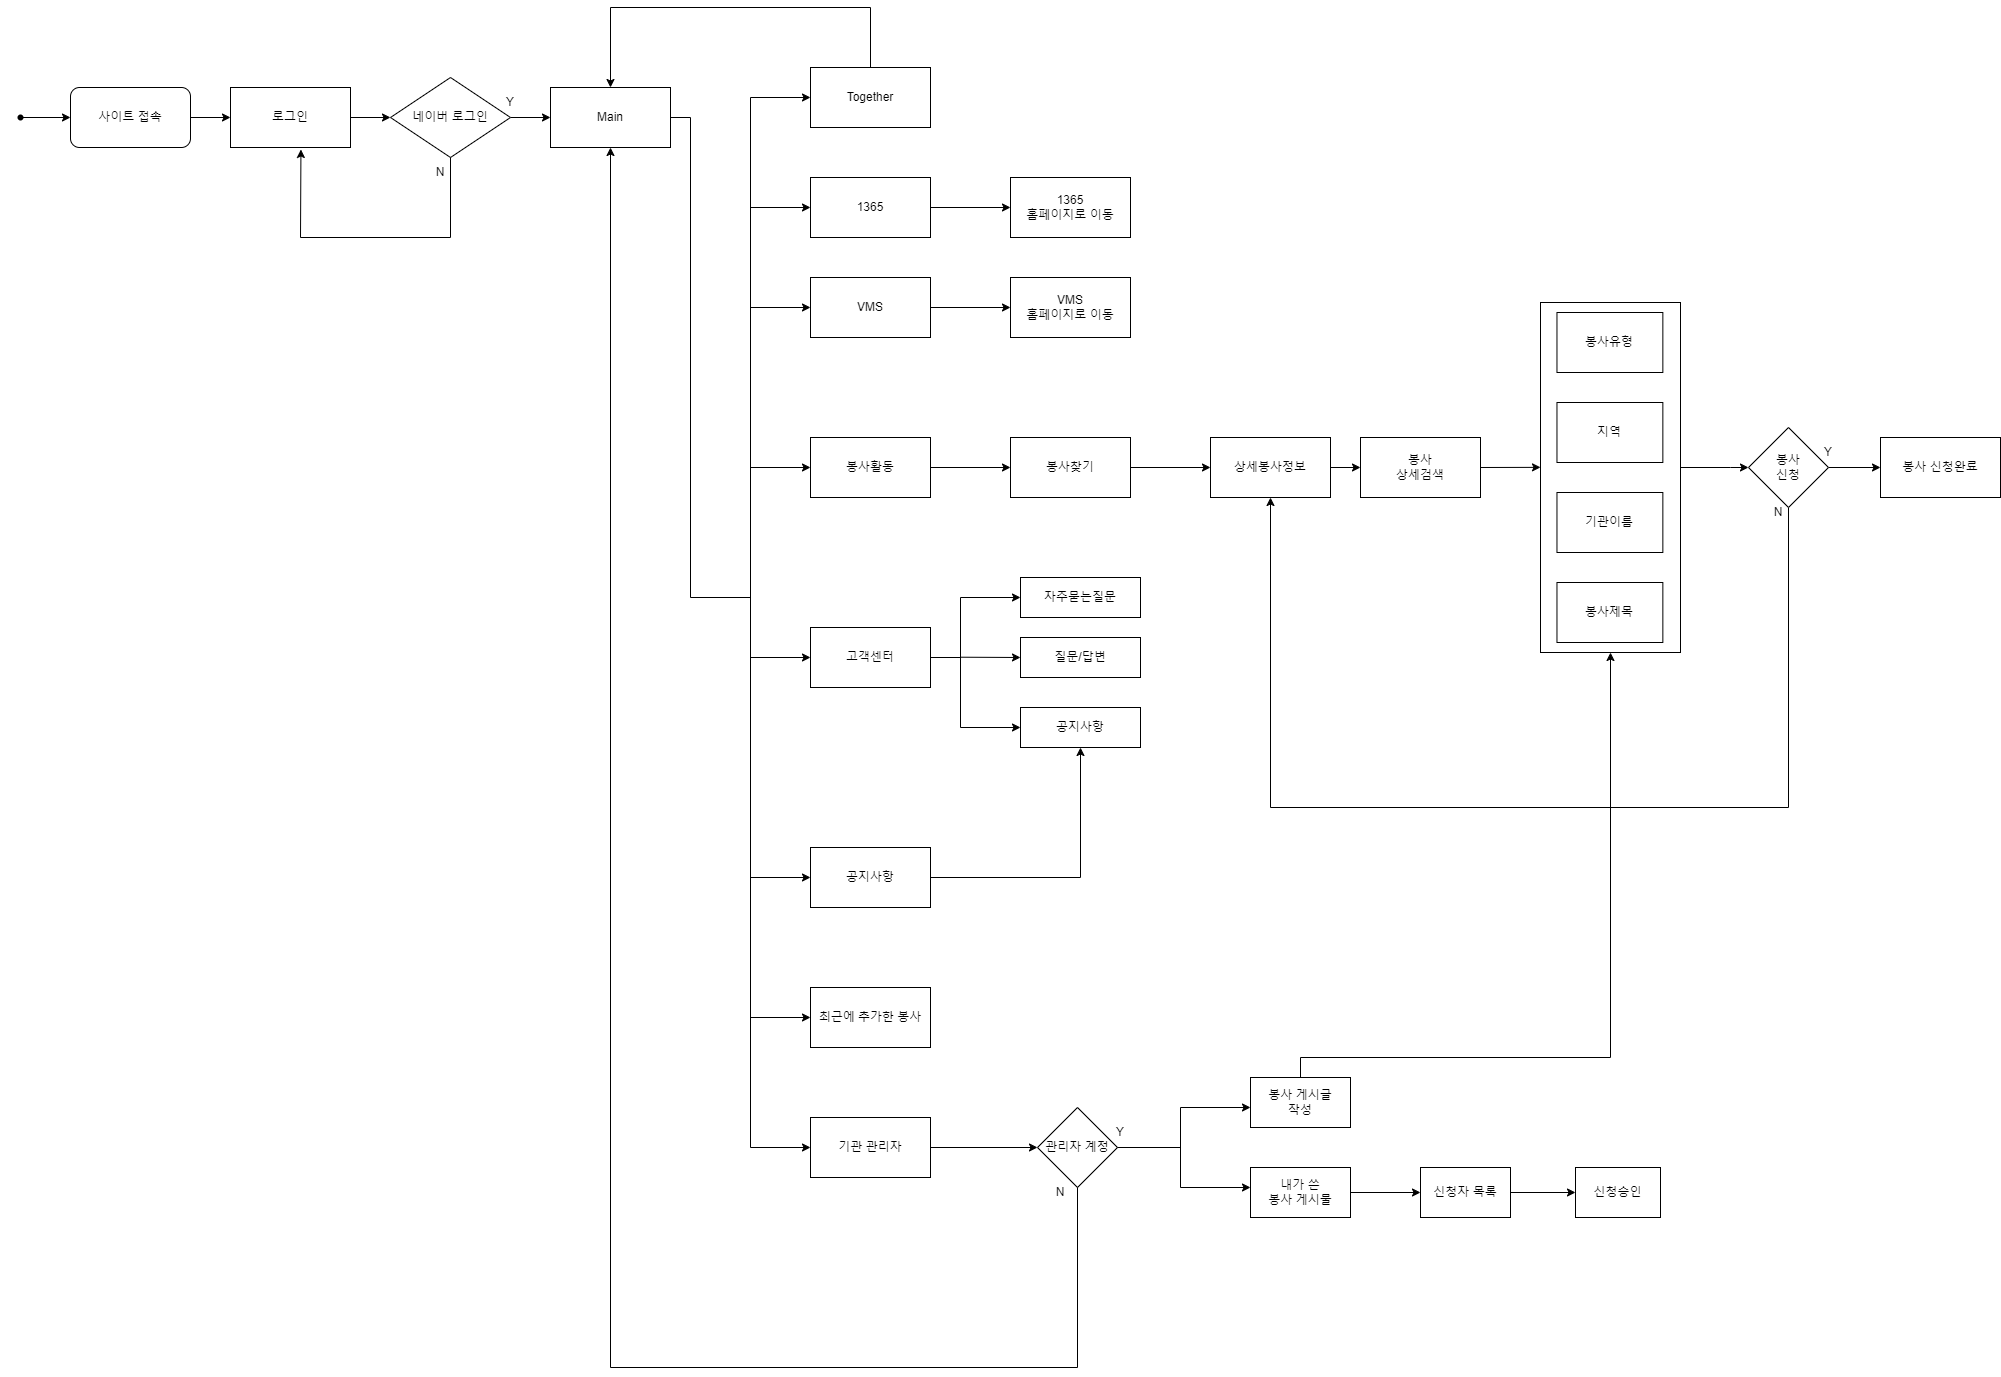 사이트 접속
로그인
네이버 로그인
Y
N
Main
Together
1365
1365
홈페이지로 이동
VMS
VMS
홈페이지로 이동
봉사활동
봉사찾기
상세봉사정보
봉사
상세검색
봉사유형
지역
기관이름
봉사제목
봉사
신청
Y
N
봉사 신청완료
고객센터
자주묻는질문
질문/답변
공지사항
공지사항
최근에 추가한 봉사
기관 관리자
관리자 계정
Y
N
봉사 게시글
작성
내가 쓴
봉사 게시물
신청자 목록
신청승인